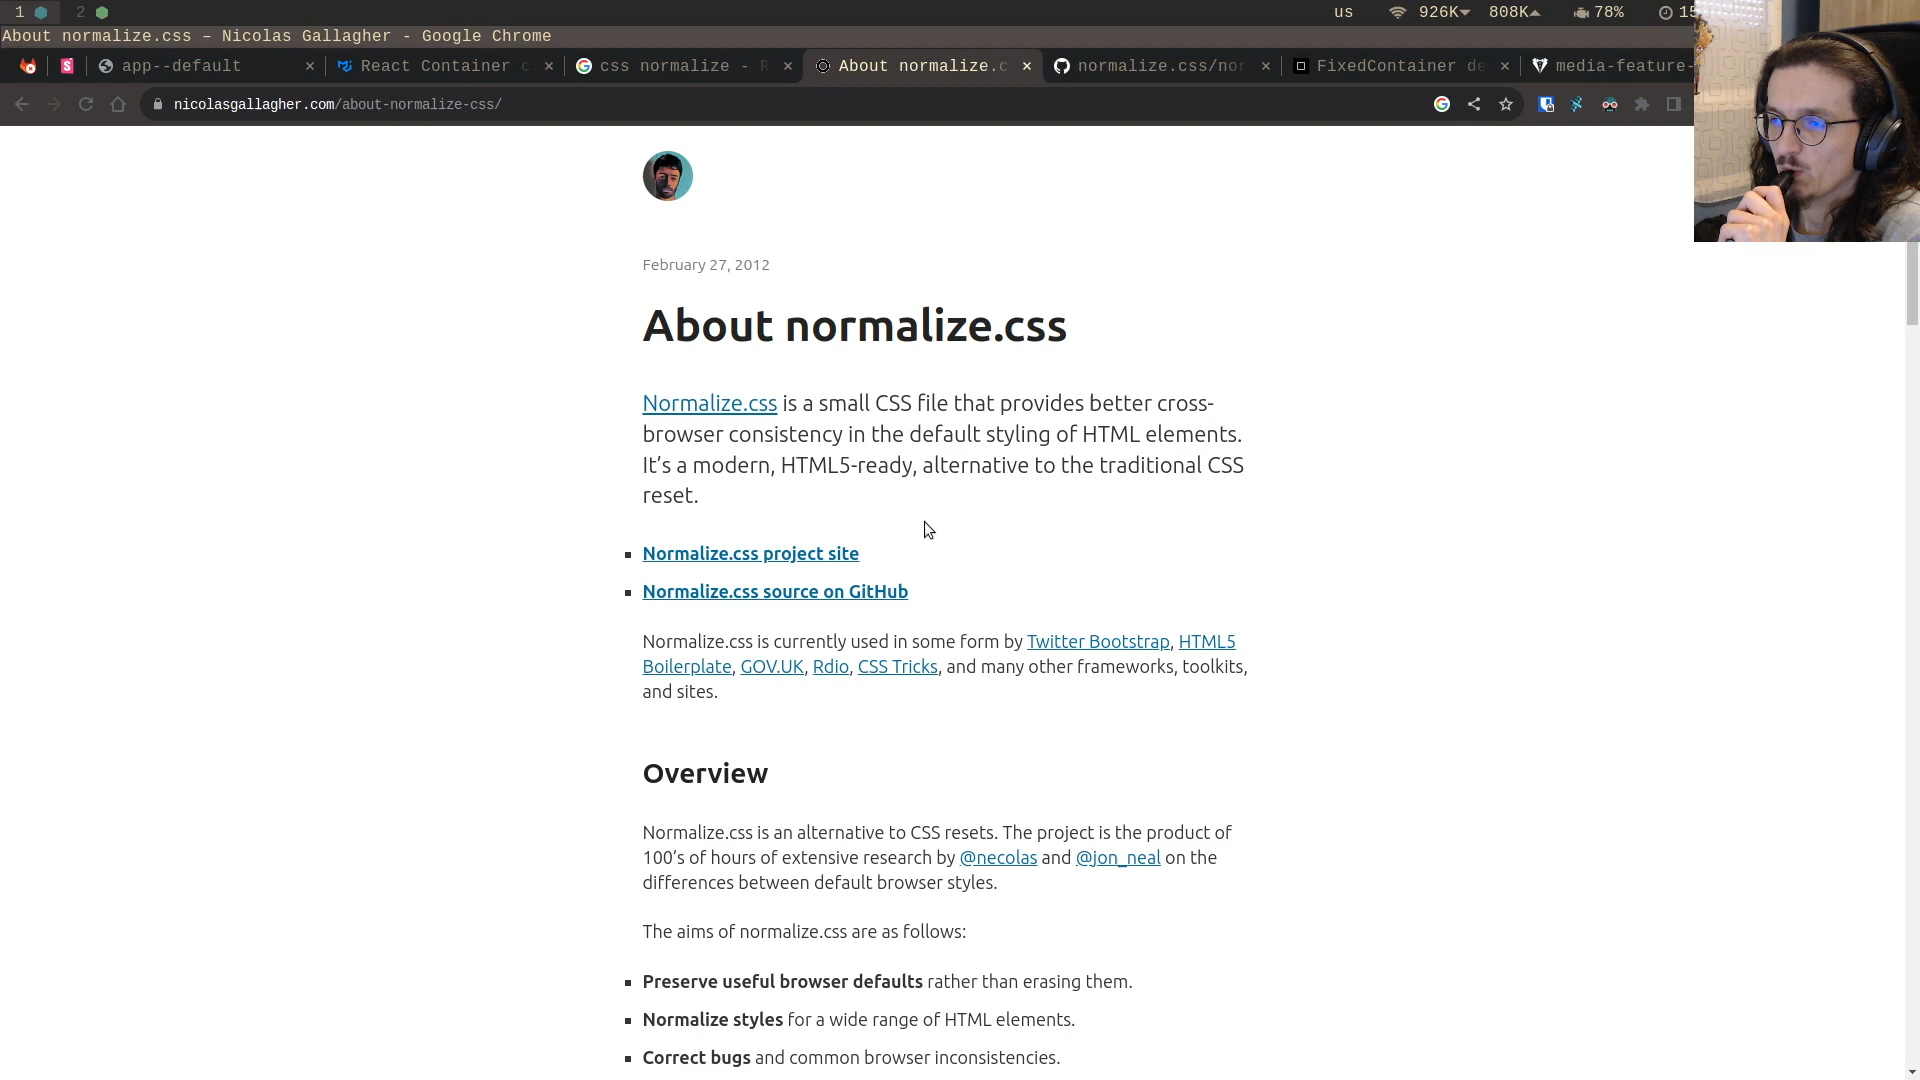 1 2 us 926K 808K 78% 15
About normalize.css – Nicolas Gallagher - Google Chrome
app--default React Container c css normalize - R About normalize.c normalize.css/nor FixedContainer de media-feature-
nicolasgallagher.com/about-normalize-css/
February 27, 2012
About normalize.css
Normalize.css is a small CSS file that provides better cross-
browser consistency in the default styling of HTML elements.
It’s a modern, HTML5-ready, alternative to the traditional CSS
reset.
Normalize.css project site
Normalize.css source on GitHub
Normalize.css is currently used in some form by Twitter Bootstrap, HTML5
Boilerplate, GOV.UK, Rdio, CSS Tricks, and many other frameworks, toolkits,
and sites.
Overview
Normalize.css is an alternative to CSS resets. The project is the product of
100’s of hours of extensive research by @necolas and @jon_neal on the
differences between default browser styles.
The aims of normalize.css are as follows:
Preserve useful browser defaults rather than erasing them.
Normalize styles for a wide range of HTML elements.
Correct bugs and common browser inconsistencies.